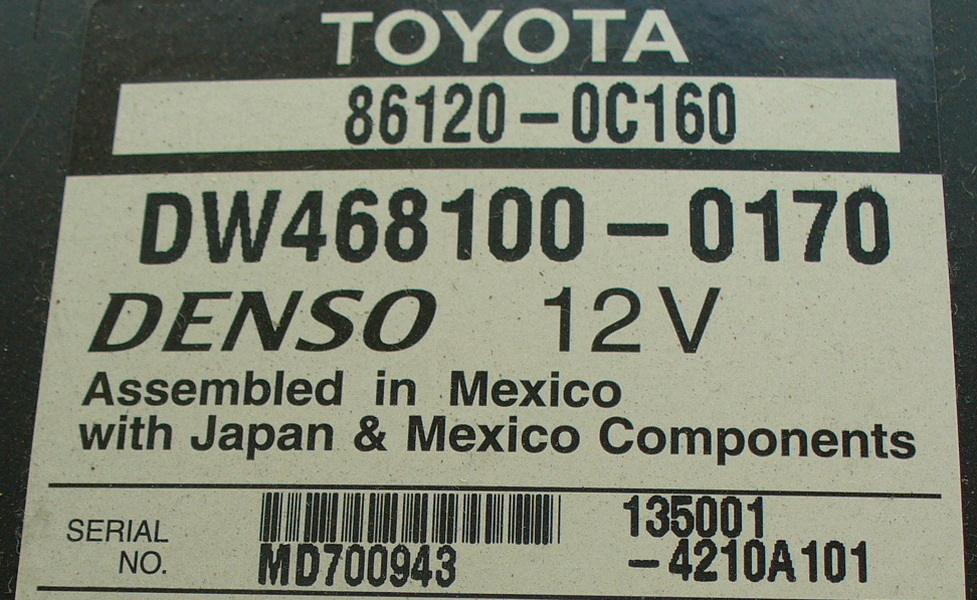 TOYOTA
86120-0C160
DW468100-0170
DENSO 12V
Assembled in Mexico
with Japan & Mexico Components
SERIAL NO. MD700943
135001
-4210A101